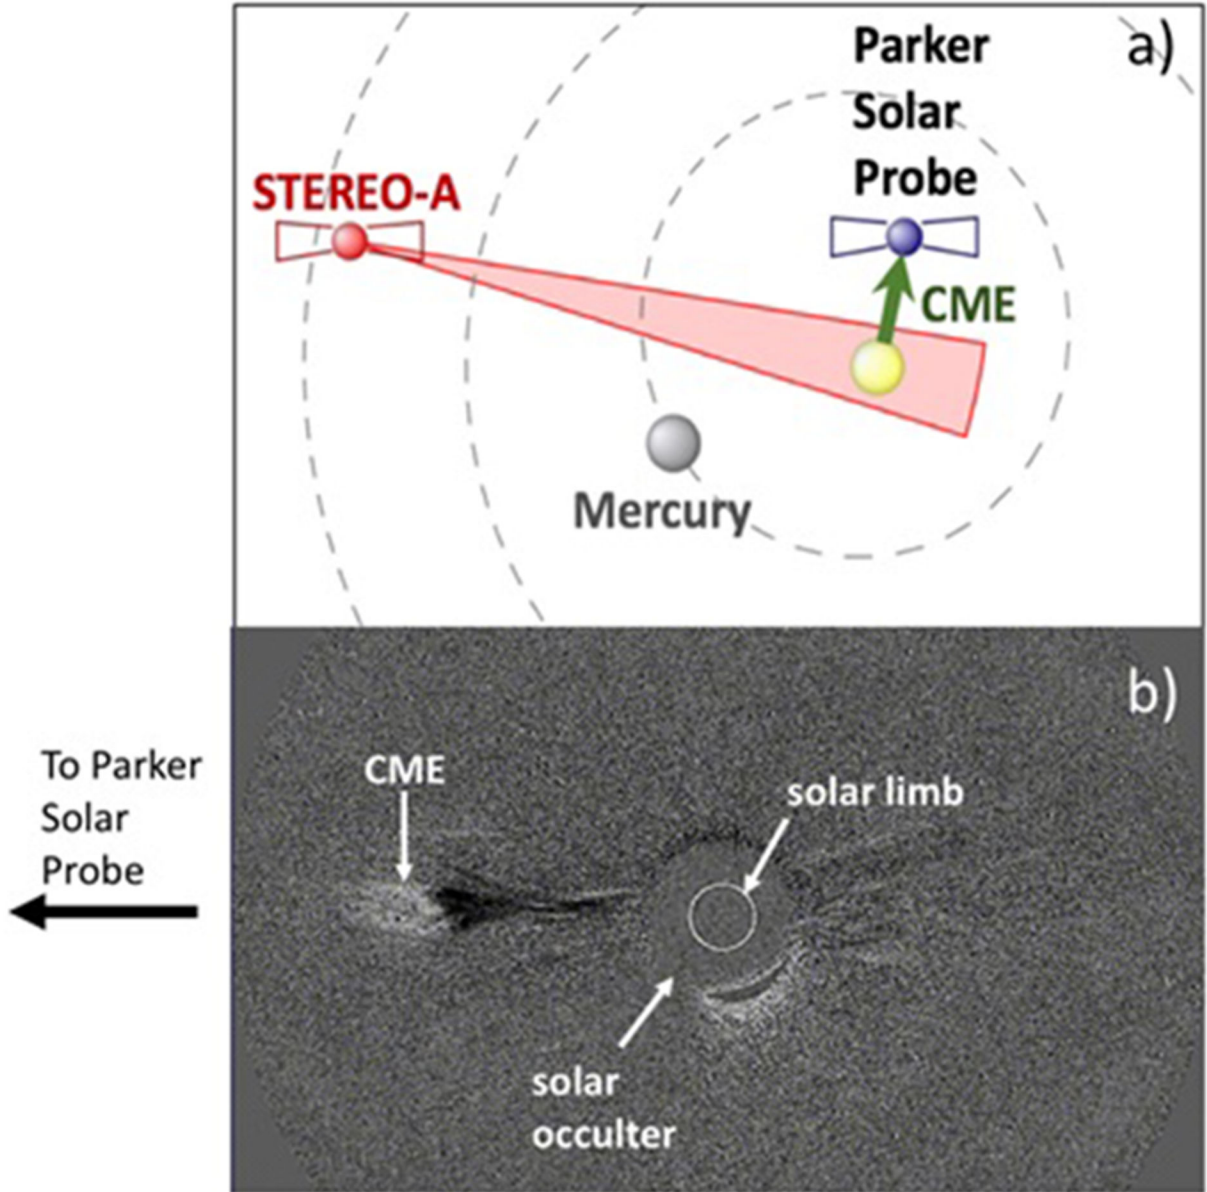 a)
Parker
Solar
Probe
STEREO-A
CME
Mercury
b)
To Parker
Solar
Probe
CME
solar limb
solar
occulter